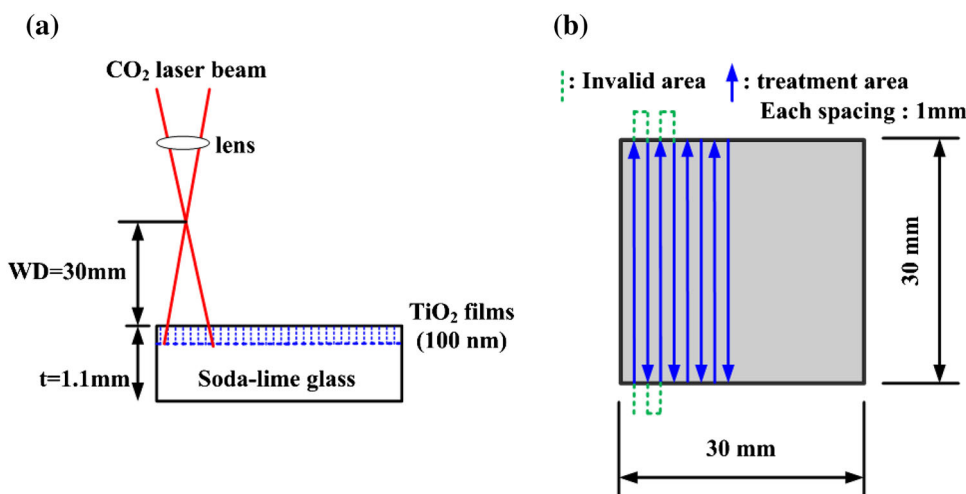 (a)
CO₂ laser beam
lens
WD=30mm
TiO₂ films
(100 nm)
t=1.1mm
Soda-lime glass
(b)
: Invalid area
: treatment area
Each spacing : 1mm
30 mm
30 mm